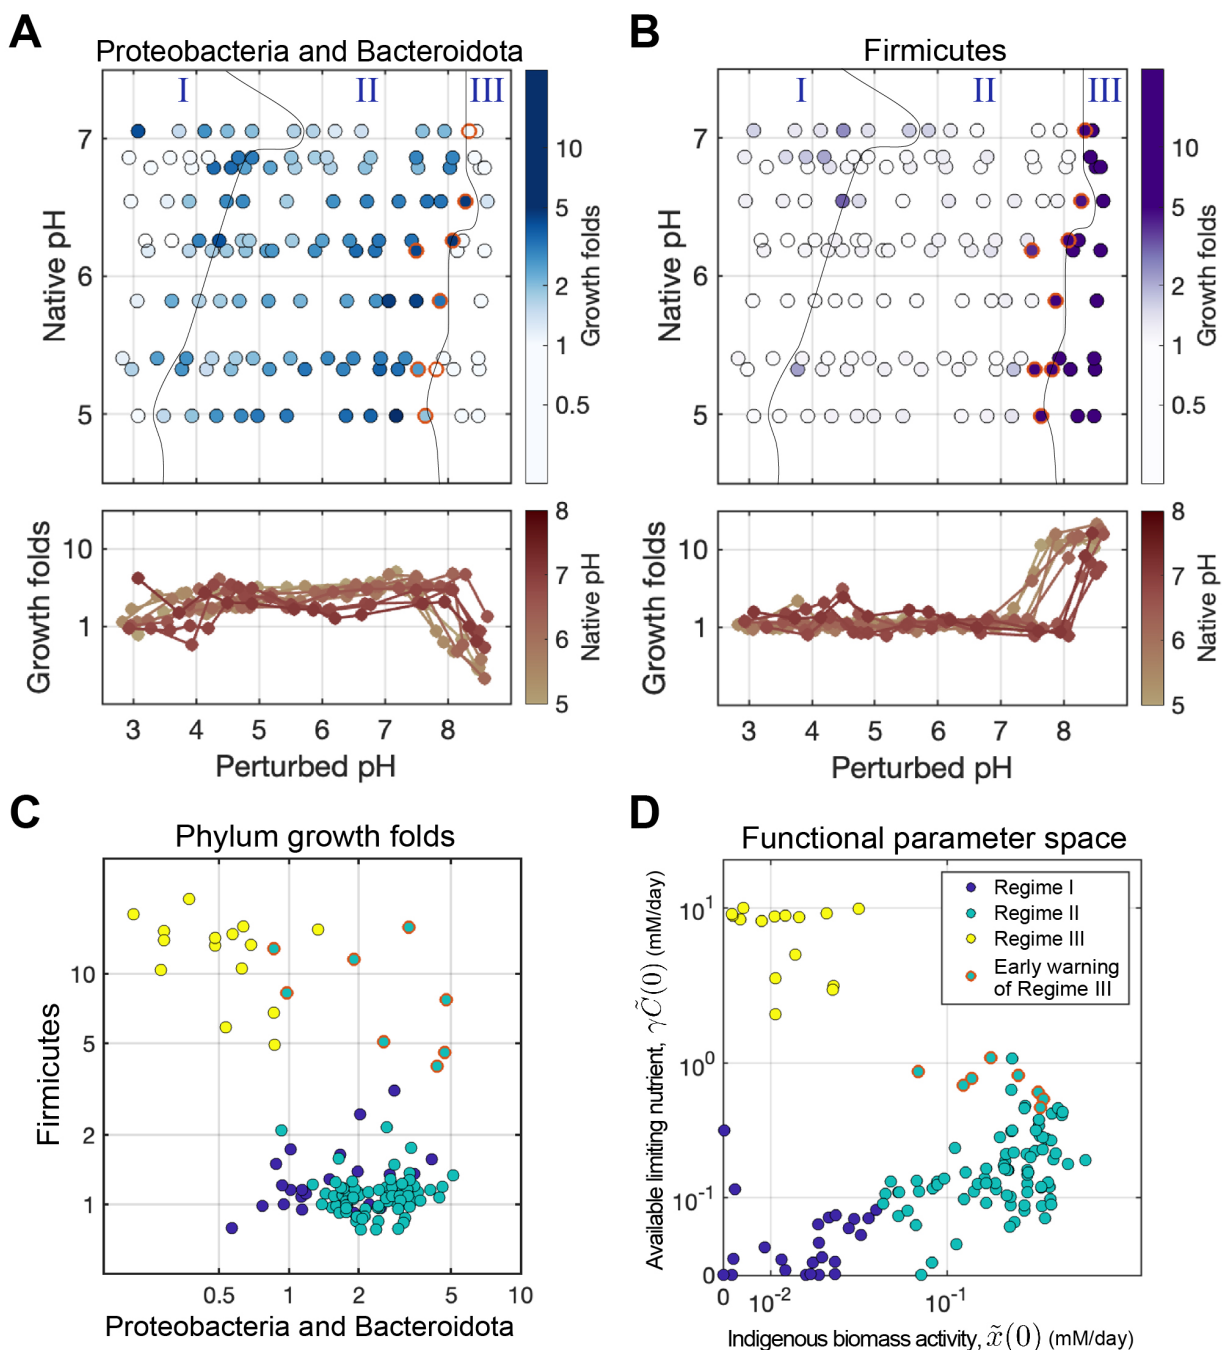 A
Proteobacteria and Bacteroidota
I
II
III
7
6
5
Native pH
10
5
2
1
0.5
Growth folds
10
1
Growth folds
3
4
5
6
7
8
Perturbed pH
8
7
6
5
Native pH
B
Firmicutes
I
II
III
7
6
5
Native pH
10
5
2
1
0.5
Growth folds
10
1
Growth folds
3
4
5
6
7
8
Perturbed pH
8
7
6
5
Native pH
C
Phylum growth folds
10
5
2
1
Firmicutes
0.5
1
2
5
10
Proteobacteria and Bacteroidota
D
Functional parameter space
Regime I
Regime II
Regime III
Early warning
of Regime III
10¹
10⁰
10⁻¹
0
Available limiting nutrient, γC̃(0) (mM/day)
0
10⁻²
10⁻¹
Indigenous biomass activity, x̃(0) (mM/day)